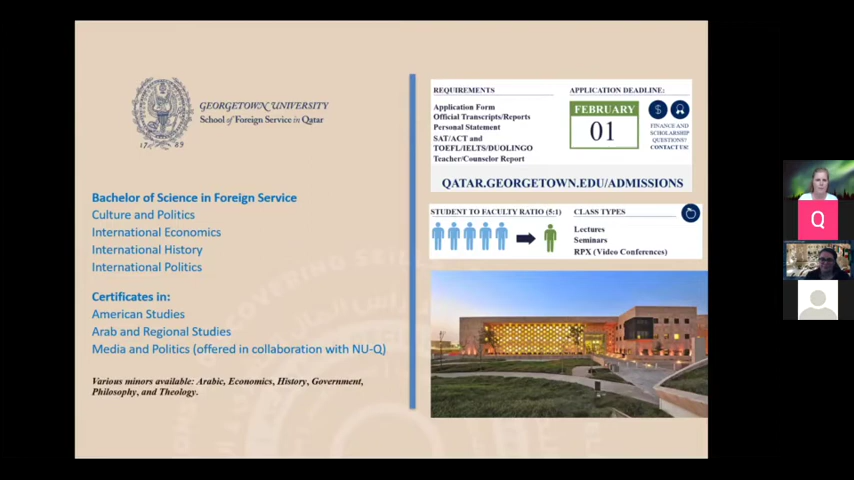 GEORGETOWN UNIVERSITY
School of Foreign Service in Qatar
17 89
Bachelor of Science in Foreign Service
Culture and Politics
International Economics
International History
International Politics
Certificates in:
American Studies
Arab and Regional Studies
Media and Politics (offered in collaboration with NU-Q)
Various minors available: Arabic, Economics, History, Government,
Philosophy, and Theology.
REQUIREMENTS
Application Form
Official Transcripts/Reports
Personal Statement
SAT/ACT and
TOEFL/IELTS/DUOLINGO
Teacher/Counselor Report
APPLICATION DEADLINE:
FEBRUARY
01
$
FINANCE AND
SCHOLARSHIP
QUESTIONS?
CONTACT US!
QATAR.GEORGETOWN.EDU/ADMISSIONS
STUDENT TO FACULTY RATIO (5:1)
CLASS TYPES
Lectures
Seminars
RPX (Video Conferences)
Q